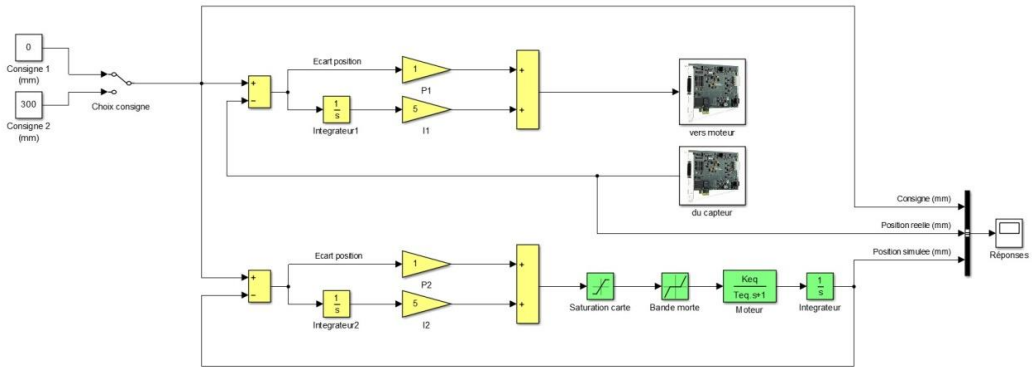 0
Consigne 1
(mm)
300
Consigne 2
(mm)
Choix consigne
+
−
Ecart position
1
P1
1
s
Integrateur1
5
I1
+
+
vers moteur
du capteur
Consigne (mm)
Position reelle (mm)
Position simulee (mm)
Réponses
+
−
Ecart position
1
P2
1
s
Integrateur2
5
I2
+
+
Saturation carte
Bande morte
Keq
Teq.s+1
Moteur
1
s
Integrateur